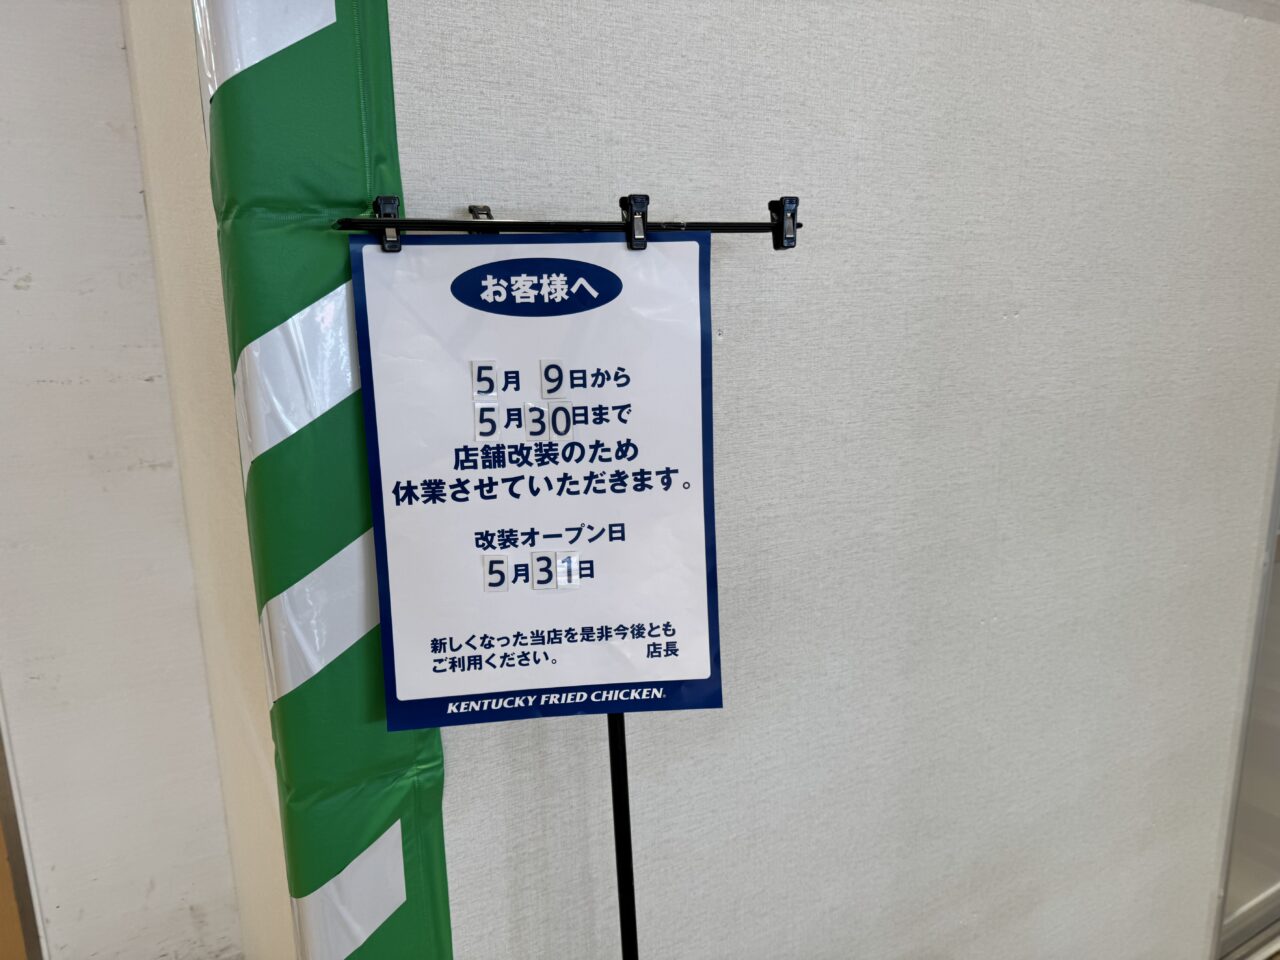 お客様へ
5月 9日から
5月30日まで
店舗改装のため
休業させていただきます。
改装オープン日
5月31日
新しくなった当店を是非今後とも
ご利用ください。 店長
KENTUCKY FRIED CHICKEN®